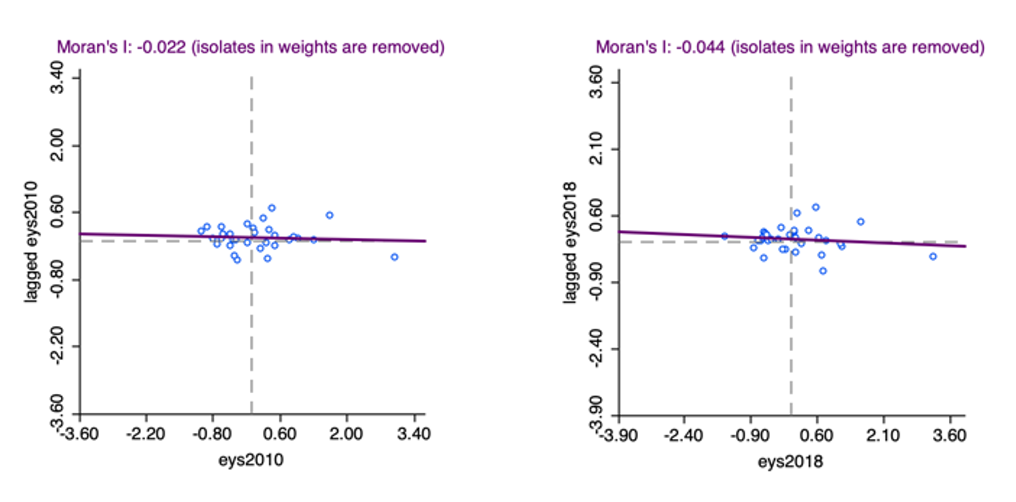 Moran's I: -0.022 (isolates in weights are removed)
3.40
2.00
0.60
-0.80
-2.20
-3.60
lagged eys2010
-3.60 -2.20 -0.80 0.60 2.00 3.40
eys2010
Moran's I: -0.044 (isolates in weights are removed)
3.60
2.10
0.60
-0.90
-2.40
-3.90
lagged eys2018
-3.90 -2.40 -0.90 0.60 2.10 3.60
eys2018